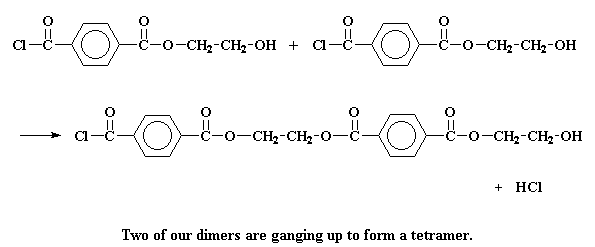 O O O O
Cl—C—C—O—CH₂-CH₂-OH + Cl—C—C—O—CH₂-CH₂-OH
O O O O
Cl—C—C—O—CH₂-CH₂-O—C—C—O—CH₂-CH₂-OH
+ HCl
Two of our dimers are ganging up to form a tetramer.